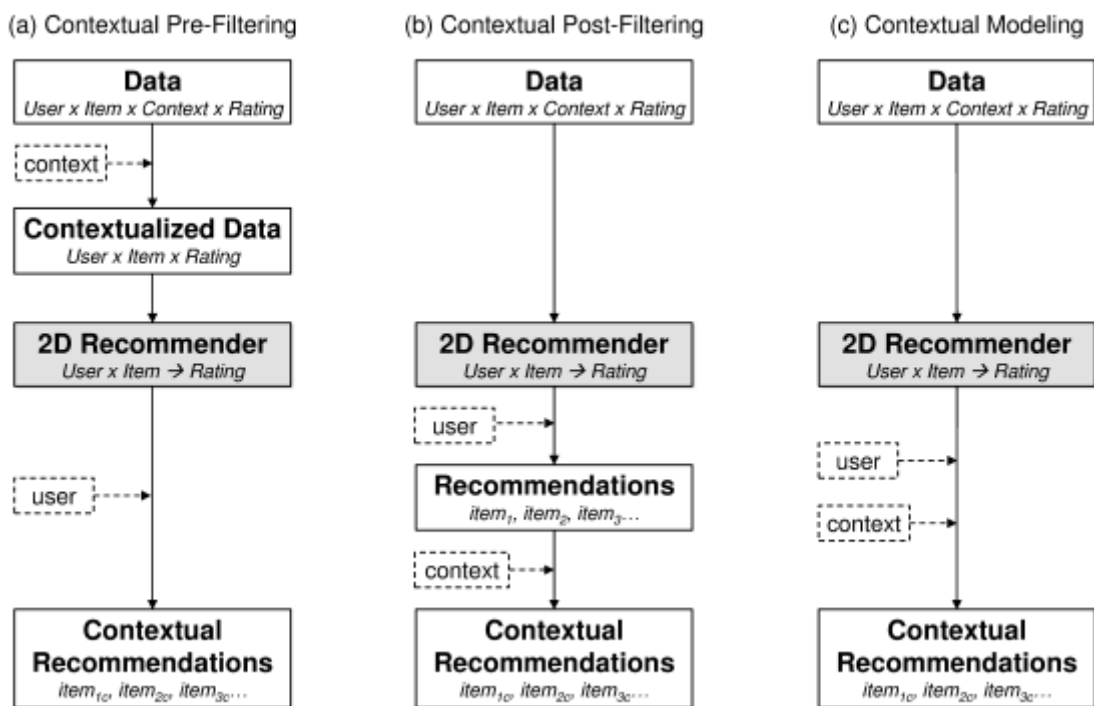 (a) Contextual Pre-Filtering
Data
User x Item x Context x Rating
context
Contextualized Data
User x Item x Rating
2D Recommender
User x Item → Rating
user
Contextual
Recommendations
item1c, item2c, item3c…
(b) Contextual Post-Filtering
Data
User x Item x Context x Rating
2D Recommender
User x Item → Rating
user
Recommendations
item1, item2, item3…
context
Contextual
Recommendations
item1c, item2c, item3c…
(c) Contextual Modeling
Data
User x Item x Context x Rating
2D Recommender
User x Item → Rating
user
context
Contextual
Recommendations
item1c, item2c, item3c…